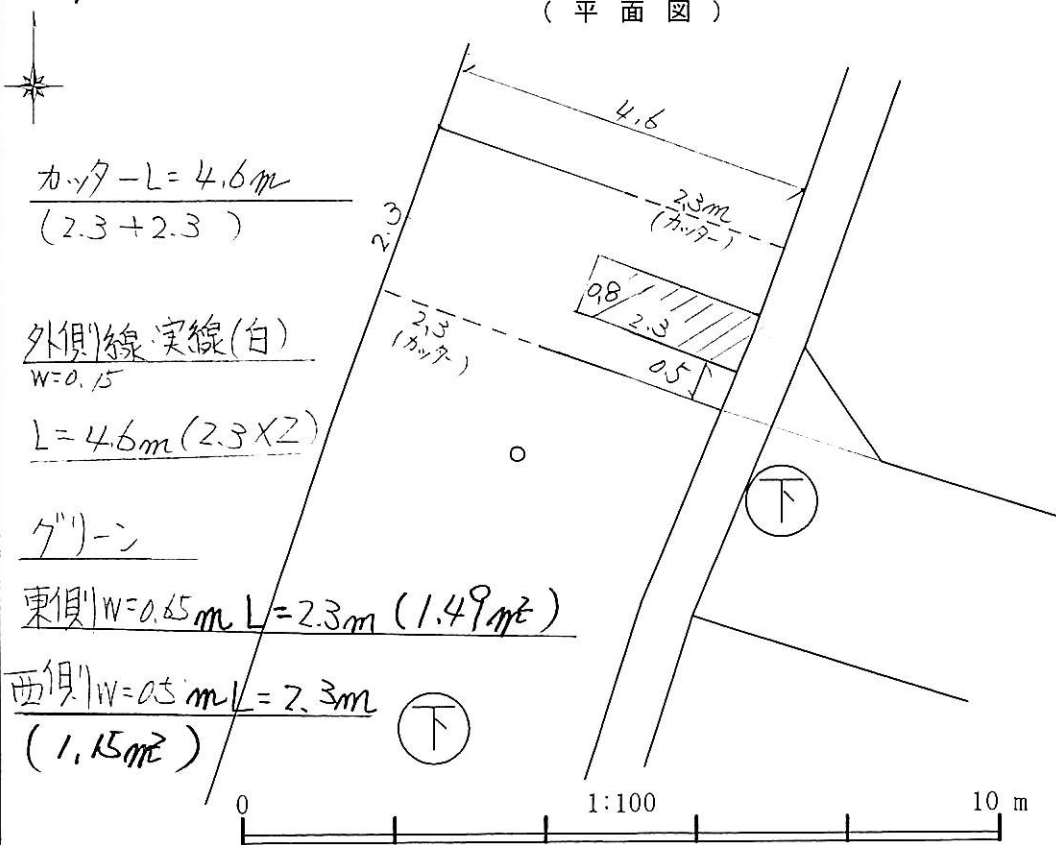 (平面図)
カッターL=4.6m
(2.3+2.3)
外側線・実線(白)
W=0.15
L=4.6m(2.3×2)
グリーン
東側W=0.65m L=2.3m (1.49㎡)
西側W=0.5m L=2.3m
(1.15㎡)
4.6
2.3m
(カッター)
2.3
0.8
2.3
2.3
(カッター)
0.5
下
下
0
1:100
10 m